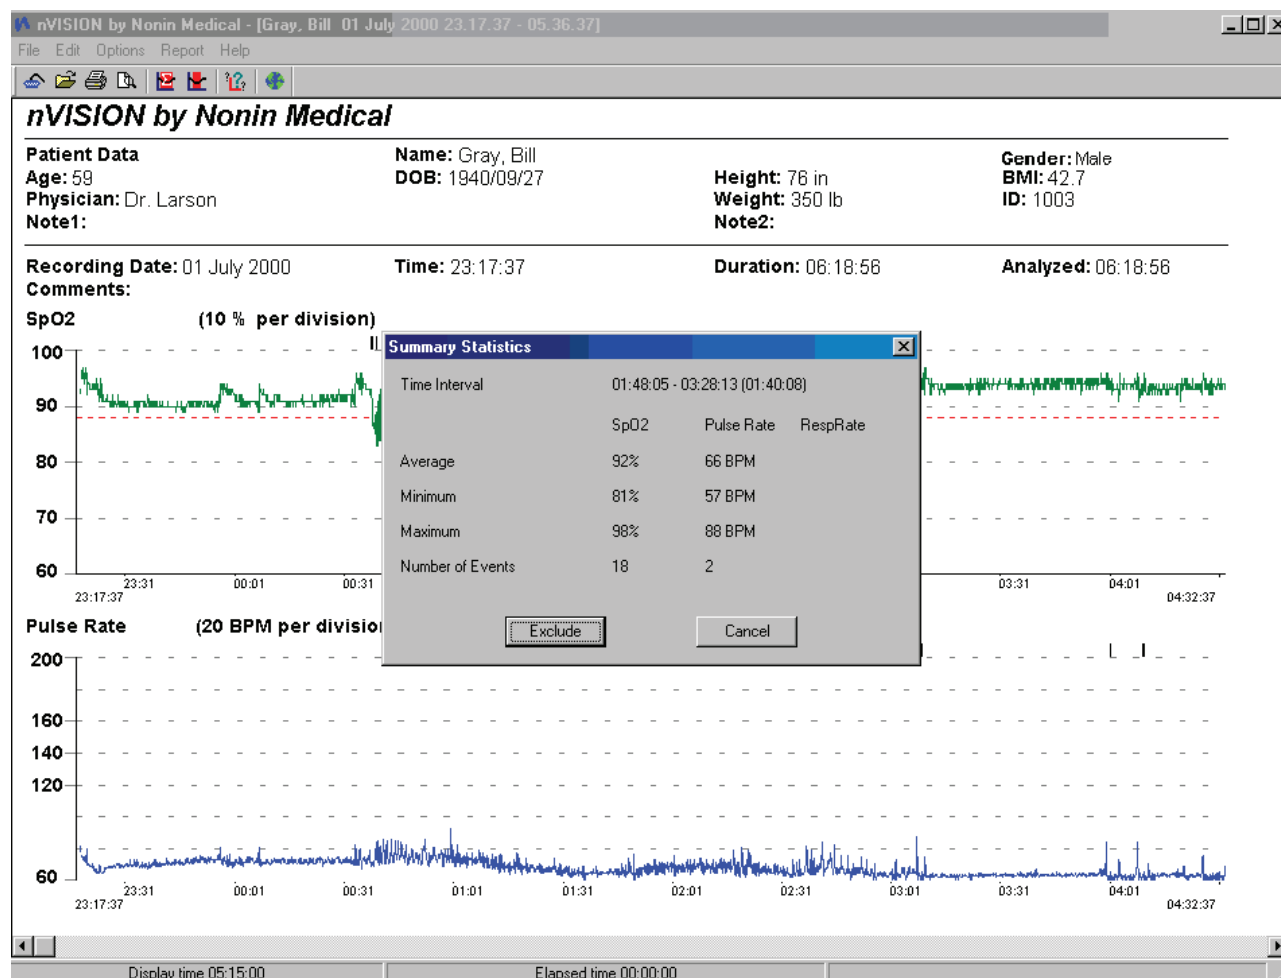 nVISION by Nonin Medical - [Gray, Bill 01 July 2000 23.17.37 - 05.36.37]
File Edit Options Report Help
nVISION by Nonin Medical
Patient Data Name: Gray, Bill Gender: Male
Age: 59 DOB: 1940/09/27 Height: 76 in BMI: 42.7
Physician: Dr. Larson Weight: 350 lb ID: 1003
Note1: Note2:
Recording Date: 01 July 2000 Time: 23:17:37 Duration: 06:18:56 Analyzed: 06:18:56
Comments:
SpO2 (10 % per division)
100
90
80
70
60
23:31 00:01 00:31 03:31 04:01
23:17:37 04:32:37
Summary Statistics
Time Interval 01:48:05 - 03:28:13 (01:40:08)
SpO2 Pulse Rate RespRate
Average 92% 66 BPM
Minimum 81% 57 BPM
Maximum 98% 88 BPM
Number of Events 18 2
Exclude Cancel
Pulse Rate (20 BPM per divisio
200
160
140
120
60
23:31 00:01 00:31 01:01 01:31 02:01 02:31 03:01 03:31 04:01
23:17:37 04:32:37
Display time 05:15:00 Elapsed time 00:00:00